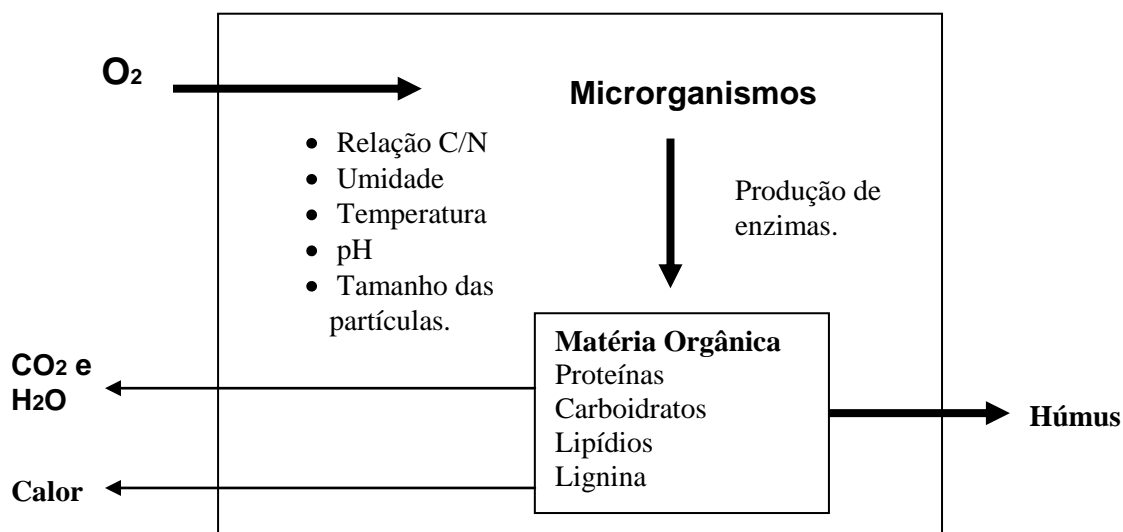 O2
Microrganismos
• Relação C/N
• Umidade
• Temperatura
• pH
• Tamanho das
partículas.
Produção de
enzimas.
Matéria Orgânica
Proteínas
Carboidratos
Lipídios
Lignina
CO2 e
H2O
Calor
Húmus